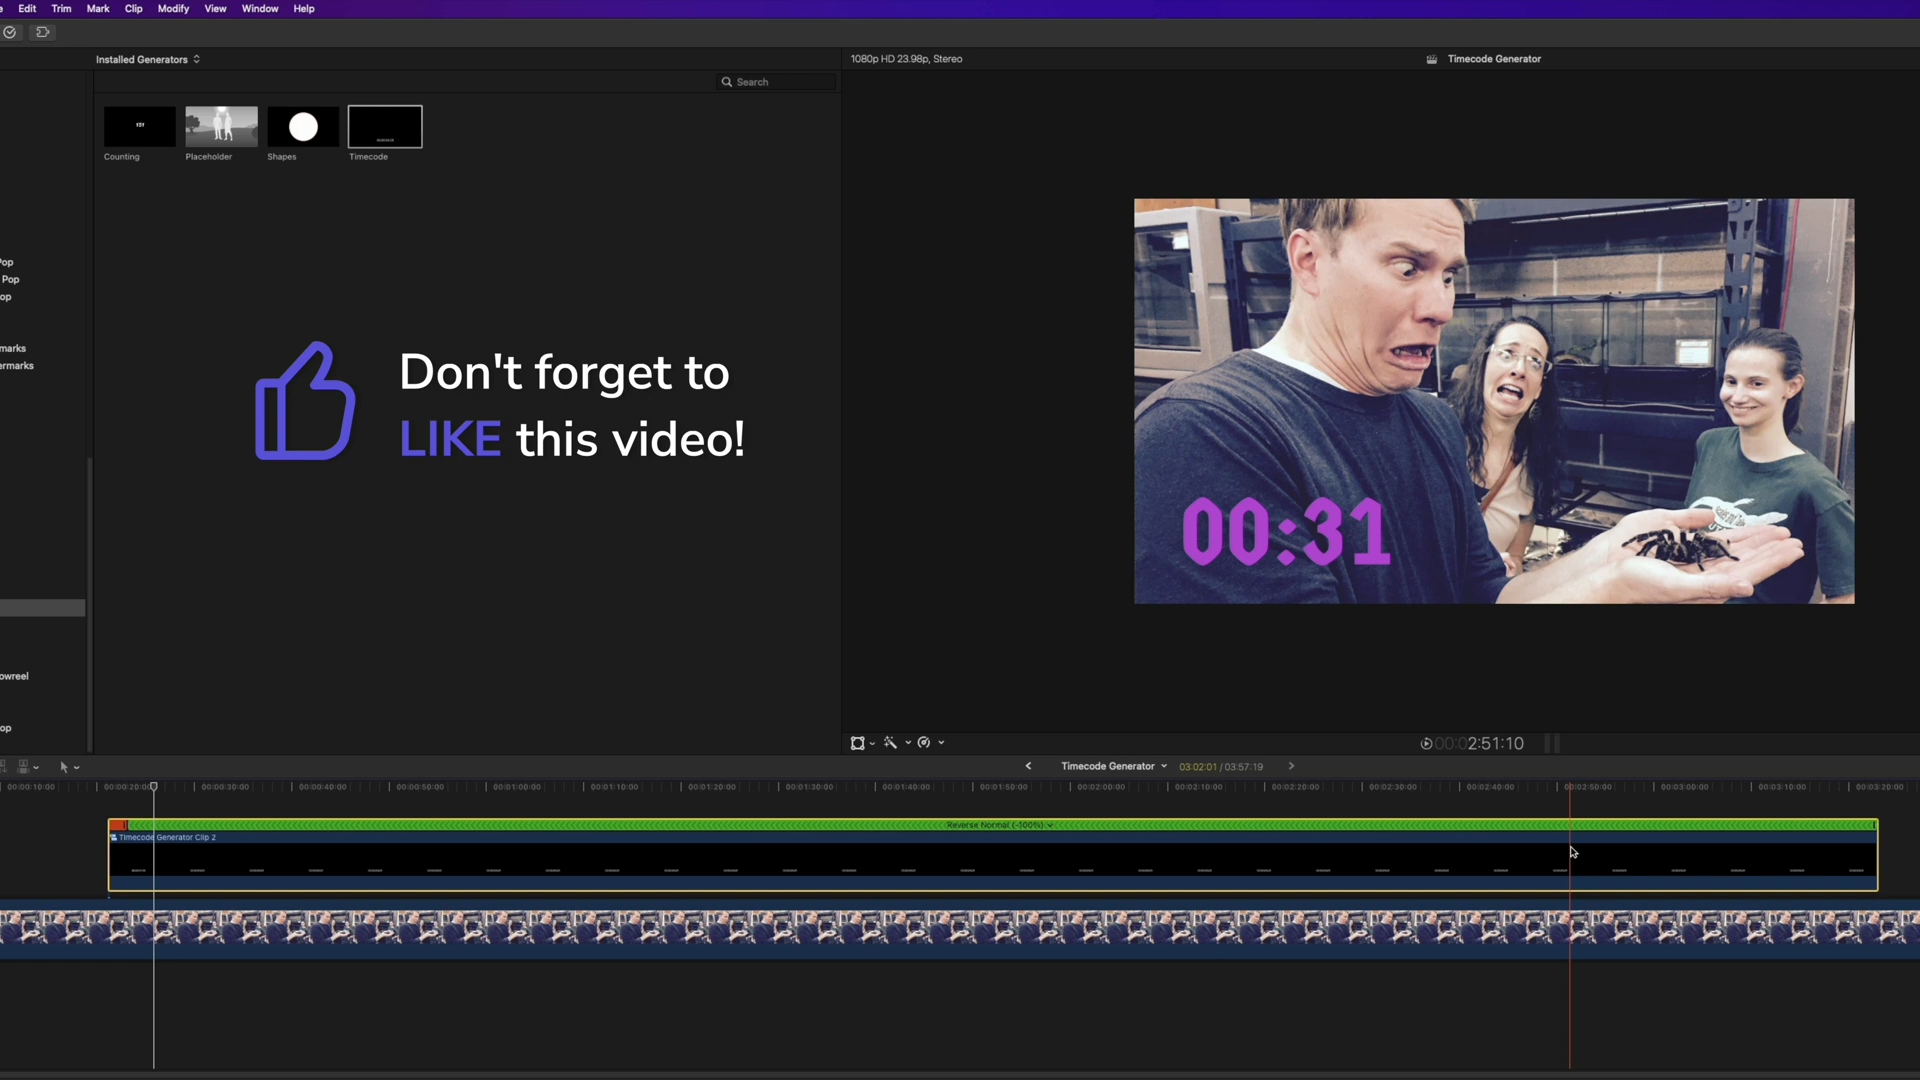 Edit Trim Mark Clip Modify View Window Help
Installed Generators
1080p HD 23.98p, Stereo
Timecode Generator
Search
Counting
Placeholder
Shapes
Timecode
Pop
Pop
op
marks
ermarks
owreel
op
Don't forget to
LIKE this video!
00:31
00:02:51:10
Timecode Generator
03:02:01 / 03:57:19
00:00:10:00 00:00:20:00 00:00:30:00 00:00:40:00 00:00:50:00 00:01:00:00 00:01:10:00 00:01:20:00 00:01:30:00 00:01:40:00 00:01:50:00 00:02:00:00 00:02:10:00 00:02:20:00 00:02:30:00 00:02:40:00 00:02:50:00 00:03:00:00 00:03:10:00 00:03:20:00
Reverse Normal (-100%)
Timecode Generator Clip 2